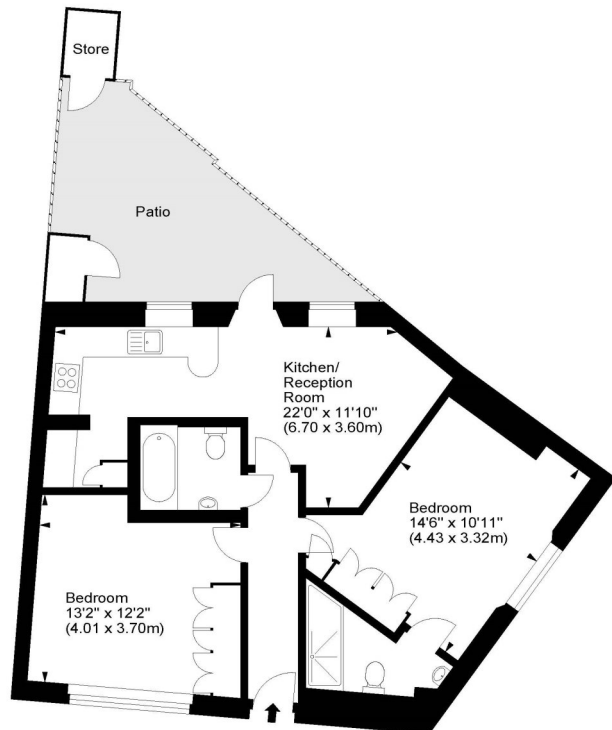 Store
Patio
Kitchen/
Reception
Room
22'0" x 11'10"
(6.70 x 3.60m)
Bedroom
14'6" x 10'11"
(4.43 x 3.32m)
Bedroom
13'2" x 12'2"
(4.01 x 3.70m)